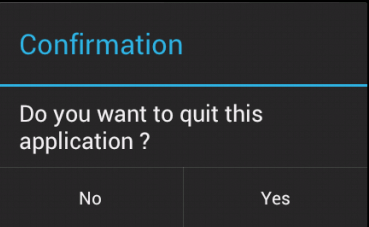 Confirmation
Do you want to quit this
application ?
No
Yes